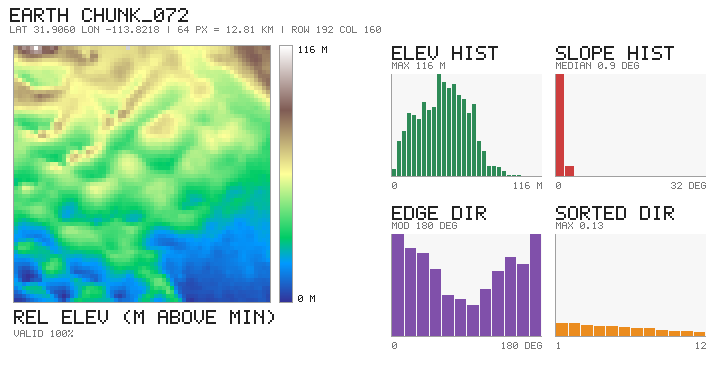 EARTH CHUNK_072
LAT 31.9060 LON -113.8218 | 64 PX = 12.81 KM | ROW 192 COL 160
116 M
0 M
REL ELEV (M ABOVE MIN)
VALID 100%
ELEV HIST
MAX 116 M
0 116 M
SLOPE HIST
MEDIAN 0.9 DEG
0 32 DEG
EDGE DIR
MOD 180 DEG
0 180 DEG
SORTED DIR
MAX 0.13
1 12